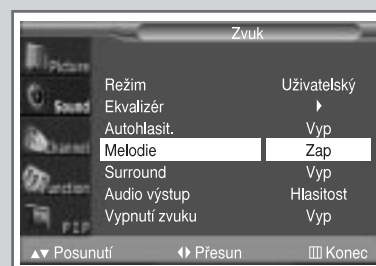 Zvuk
Picture
Sound
Channel
Function
PIP
Režim Uživatelský
Ekvalizér
Autohlasit. Vyp
Melodie Zap
Surround Vyp
Audio výstup Hlasitost
Vypnutí zvuku Vyp
▲▼ Posunutí ◀▶ Přesun Konec